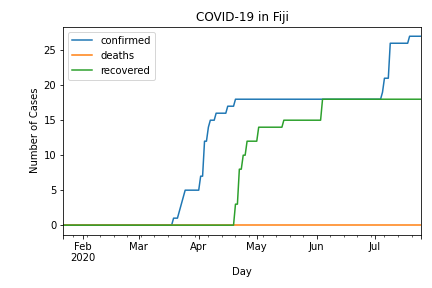 COVID-19 in Fiji
confirmed
deaths
recovered
Number of Cases
25
20
15
10
5
0
Feb
2020
Mar
Apr
May
Jun
Jul
Day